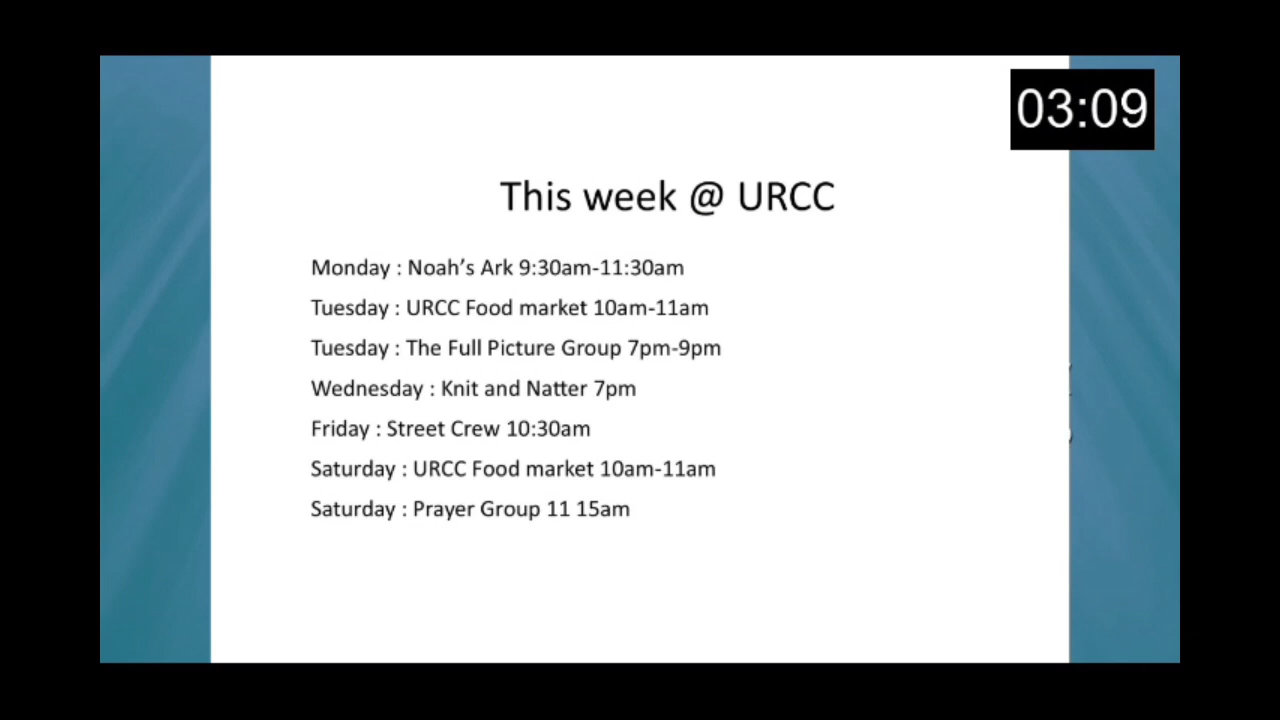 03:09
This week @ URCC
Monday : Noah’s Ark 9:30am-11:30am
Tuesday : URCC Food market 10am-11am
Tuesday : The Full Picture Group 7pm-9pm
Wednesday : Knit and Natter 7pm
Friday : Street Crew 10:30am
Saturday : URCC Food market 10am-11am
Saturday : Prayer Group 11 15am